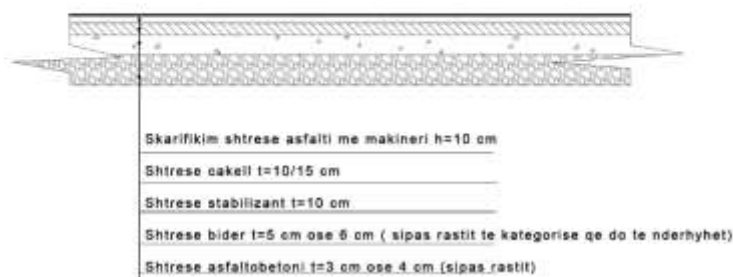 Skarifikim shtrese asfalti me makineri h=10 cm
Shtrese cakell t=10/15 cm
Shtrese stabilizant t=10 cm
Shtrese bider t=5 cm ose 6 cm ( sipas rastit te kategorise qe do te nderhyhet)
Shtrese asfaltobetoni t=3 cm ose 4 cm (sipas rastit)